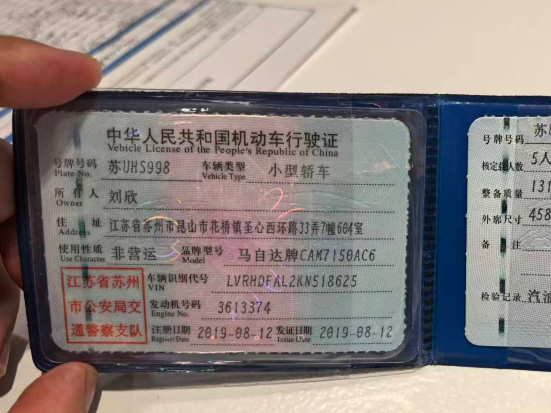 中华人民共和国机动车行驶证
Vehicle License of the People's Republic of China
号牌号码 苏UHS998 车辆类型 小型轿车
Plate No. Vehicle Type
所有人 刘欣
Owner
住址 江苏省苏州市昆山市花桥镇圣心西环路33弄7幢604室
Address
使用性质 非营运 品牌型号 马自达牌CAM7150AC6
Use Character Model
江苏省苏州
市公安局交
通警察支队
车辆识别代号 LVRHDFAL2KN518625
VIN
发动机号码 3613374
Engine No.
注册日期 2019-08-12 发证日期 2019-08-12
Register Date Issue Date
号牌号码
核定载人数 5人
整备质量 131
外廓尺寸 458
备注
检验记录 汽油